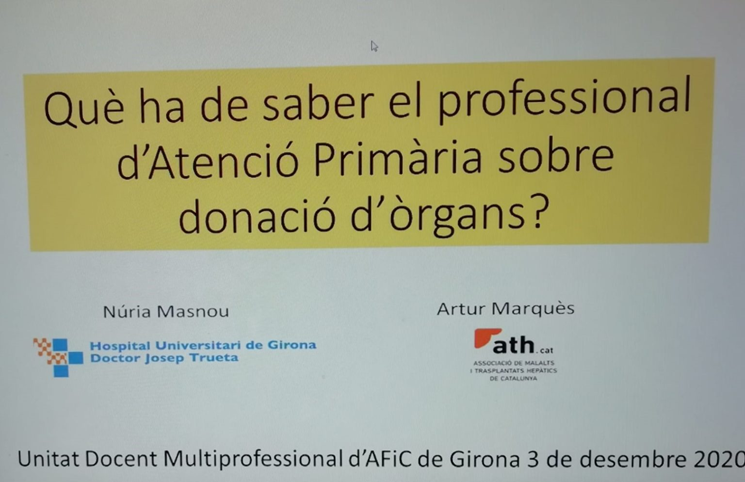 Què ha de saber el professional
d'Atenció Primària sobre
donació d'òrgans?
Núria Masnou
Artur Marquès
Hospital Universitari de Girona
Doctor Josep Trueta
ath.cat
ASSOCIACIÓ DE MALALTS
I TRASPLANTATS HEPÀTICS
DE CATALUNYA
Unitat Docent Multiprofessional d'AFiC de Girona 3 de desembre 2020